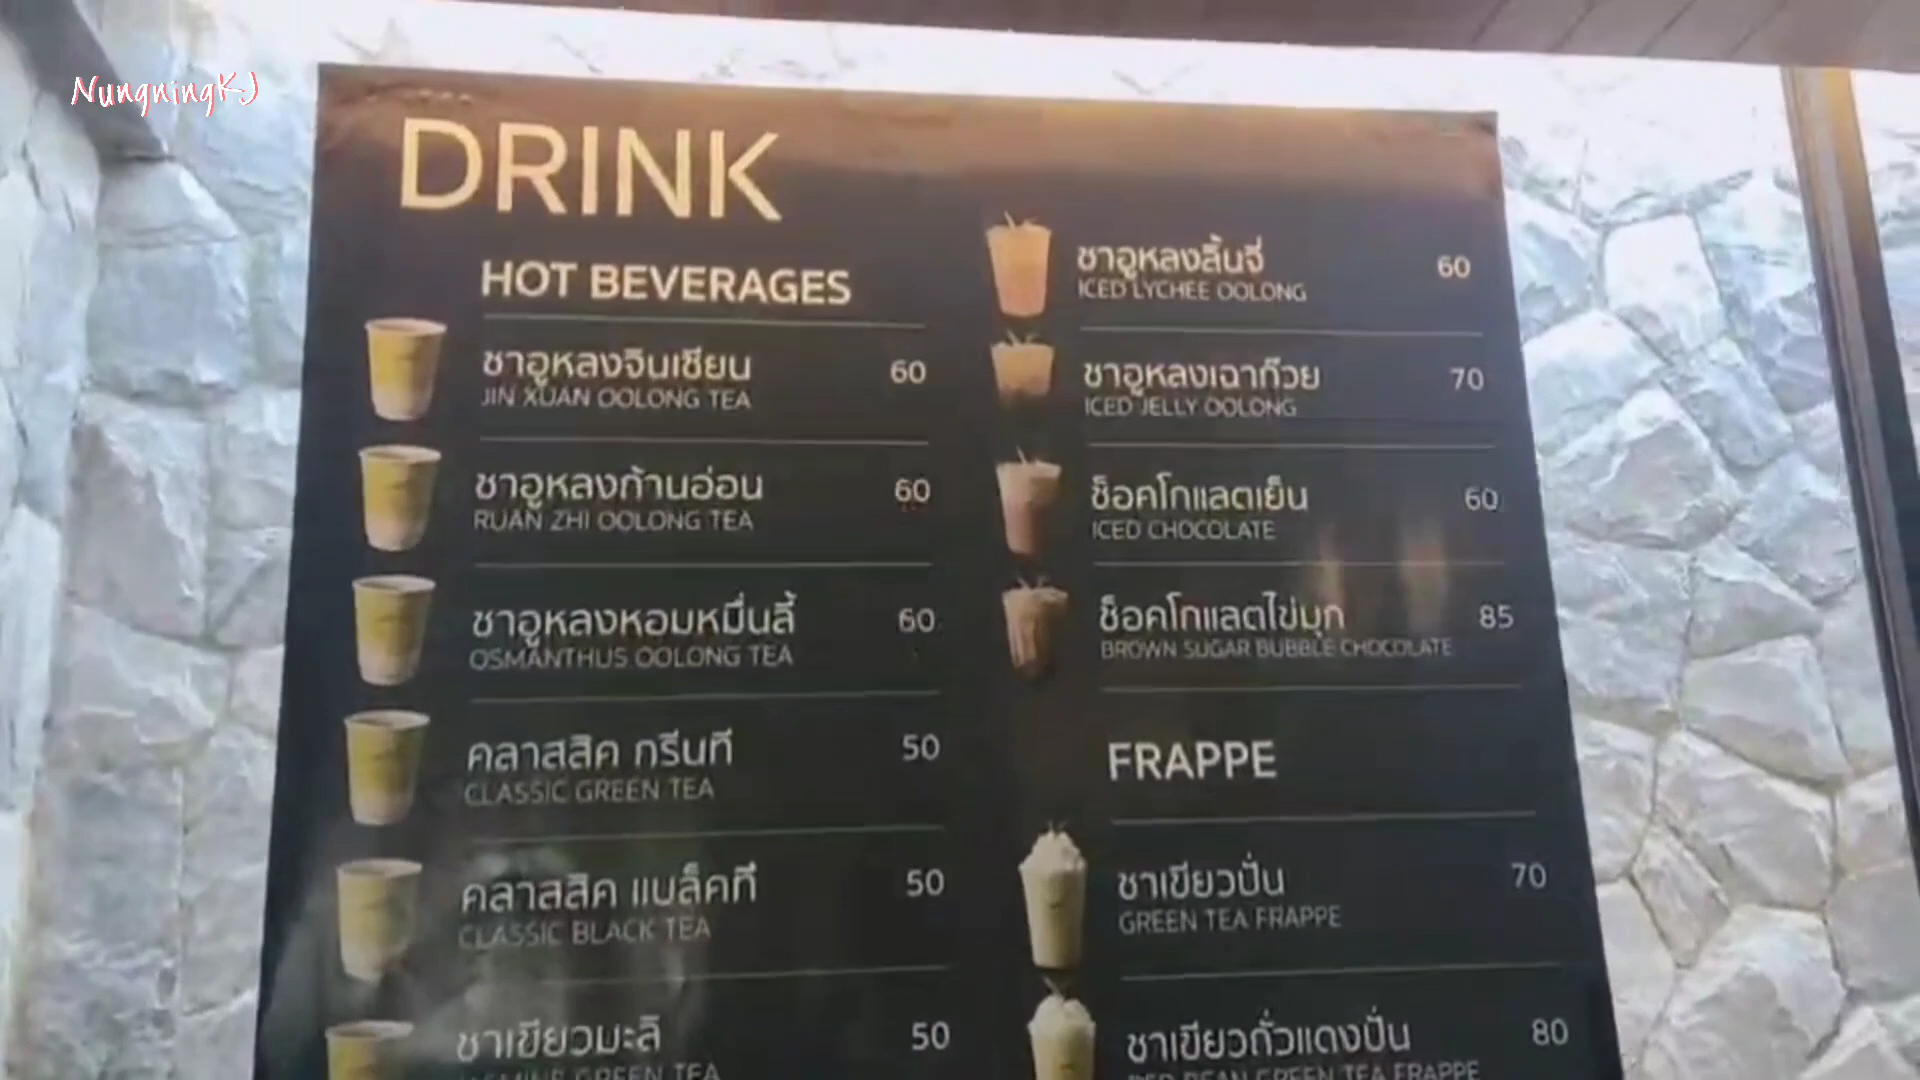 NungningKJ
DRINK
HOT BEVERAGES
ชาอูหลงจินเซียน 60
JIN XUAN OOLONG TEA
ชาอูหลงก้านอ่อน 60
RUAN ZHI OOLONG TEA
ชาอูหลงหอมหมื่นลี้ 60
OSMANTHUS OOLONG TEA
คลาสสิค กรีนที 50
CLASSIC GREEN TEA
คลาสสิค แบล็คที 50
CLASSIC BLACK TEA
ชาเขียวมะลิ 50
JASMINE GREEN TEA
ชาอูหลงลิ้นจี่ 60
ICED LYCHEE OOLONG
ชาอูหลงเฉาก๊วย 70
ICED JELLY OOLONG
ช็อคโกแลตเย็น 60
ICED CHOCOLATE
ช็อคโกแลตไข่มุก 85
BROWN SUGAR BUBBLE CHOCOLATE
FRAPPE
ชาเขียวปั่น 70
GREEN TEA FRAPPE
ชาเขียวถั่วแดงปั่น 80
RED BEAN GREEN TEA FRAPPE